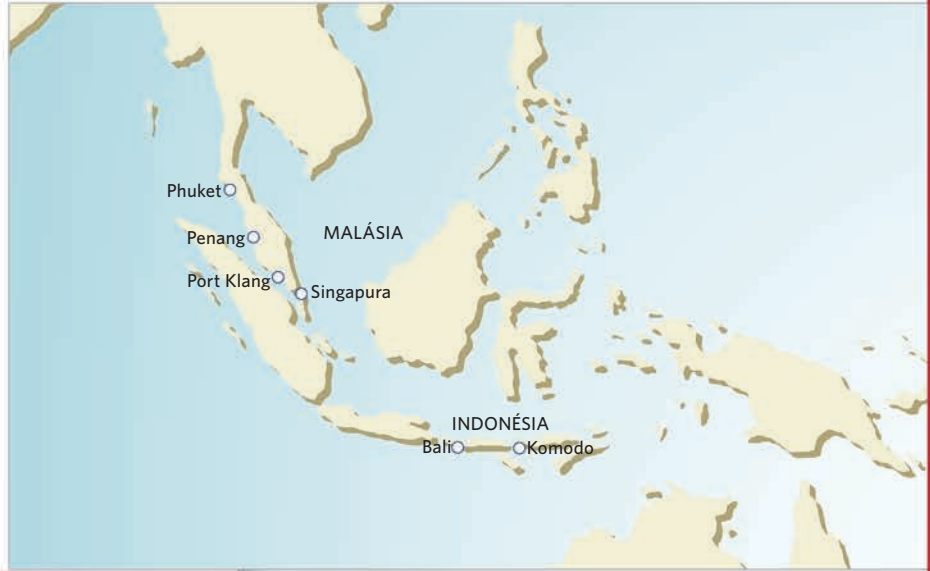 Phuket
Penang
MALÁSIA
Port Klang
Singapura
INDONÉSIA
Bali
Komodo